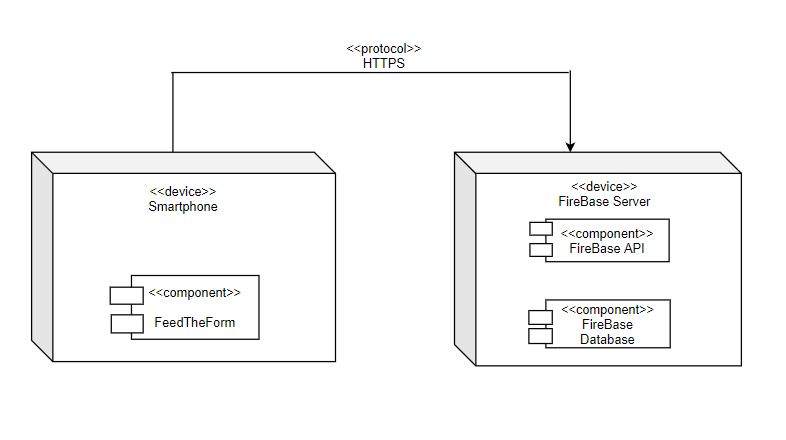 <<protocol>>
HTTPS
<<device>>
Smartphone
<<component>>
FeedTheForm
<<device>>
FireBase Server
<<component>>
FireBase API
<<component>>
FireBase
Database